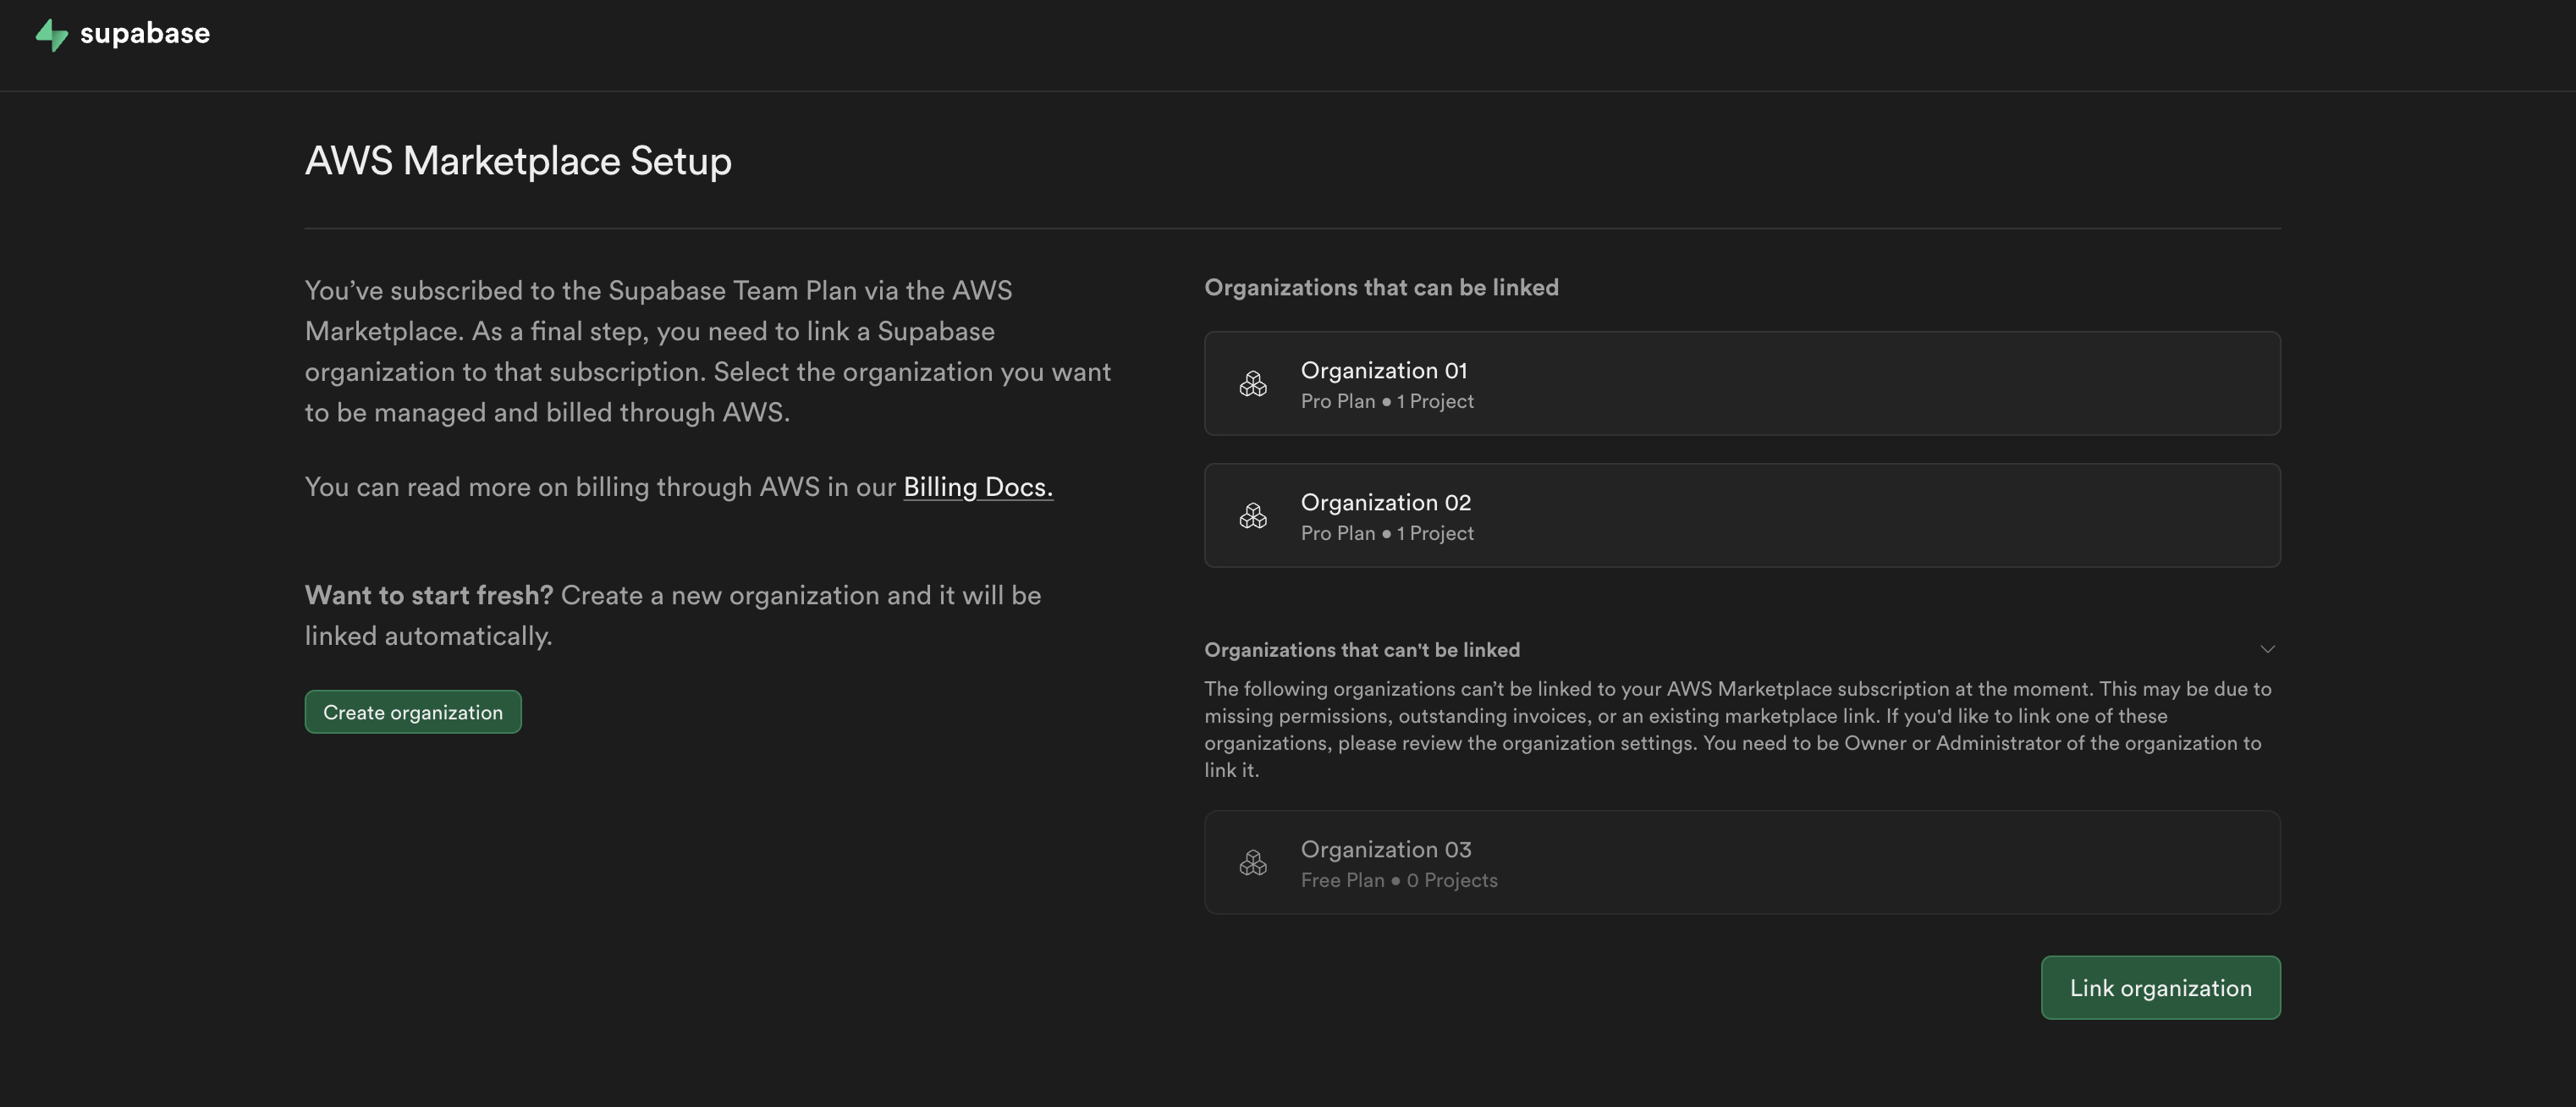 supabase
AWS Marketplace Setup
You’ve subscribed to the Supabase Team Plan via the AWS
Marketplace. As a final step, you need to link a Supabase
organization to that subscription. Select the organization you want
to be managed and billed through AWS.
You can read more on billing through AWS in our Billing Docs.
Want to start fresh? Create a new organization and it will be
linked automatically.
Create organization
Organizations that can be linked
Organization 01
Pro Plan • 1 Project
Organization 02
Pro Plan • 1 Project
Organizations that can't be linked
The following organizations can’t be linked to your AWS Marketplace subscription at the moment. This may be due to
missing permissions, outstanding invoices, or an existing marketplace link. If you'd like to link one of these
organizations, please review the organization settings. You need to be Owner or Administrator of the organization to
link it.
Organization 03
Free Plan • 0 Projects
Link organization